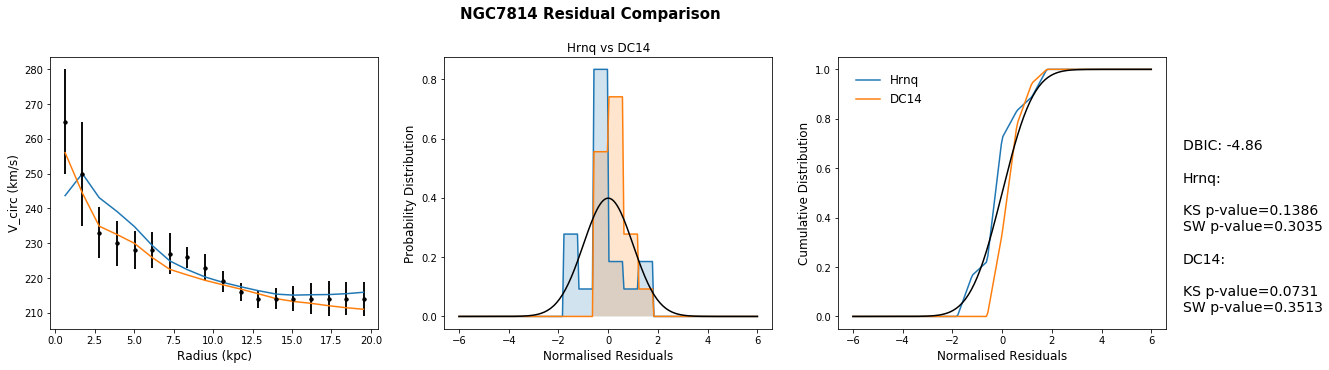 NGC7814 Residual Comparison
V_circ (km/s)
280
270
260
250
240
230
220
210
0.0 2.5 5.0 7.5 10.0 12.5 15.0 17.5 20.0
Radius (kpc)
Hrnq vs DC14
Probability Distribution
0.8
0.6
0.4
0.2
0.0
−6 −4 −2 0 2 4 6
Normalised Residuals
Cumulative Distribution
1.0
0.8
0.6
0.4
0.2
0.0
Hrnq
DC14
−6 −4 −2 0 2 4 6
Normalised Residuals
DBIC: -4.86
Hrnq:
KS p-value=0.1386
SW p-value=0.3035
DC14:
KS p-value=0.0731
SW p-value=0.3513